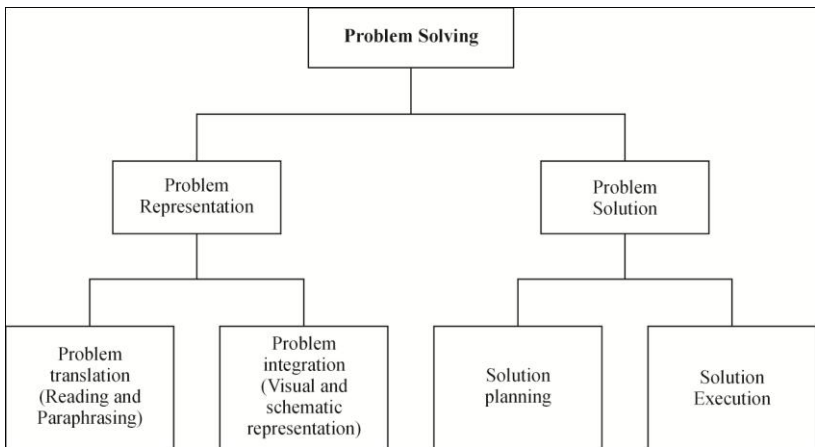 Problem Solving
Problem
Representation
Problem
Solution
Problem
translation
(Reading and
Paraphrasing)
Problem
integration
(Visual and
schematic
representation)
Solution
planning
Solution
Execution